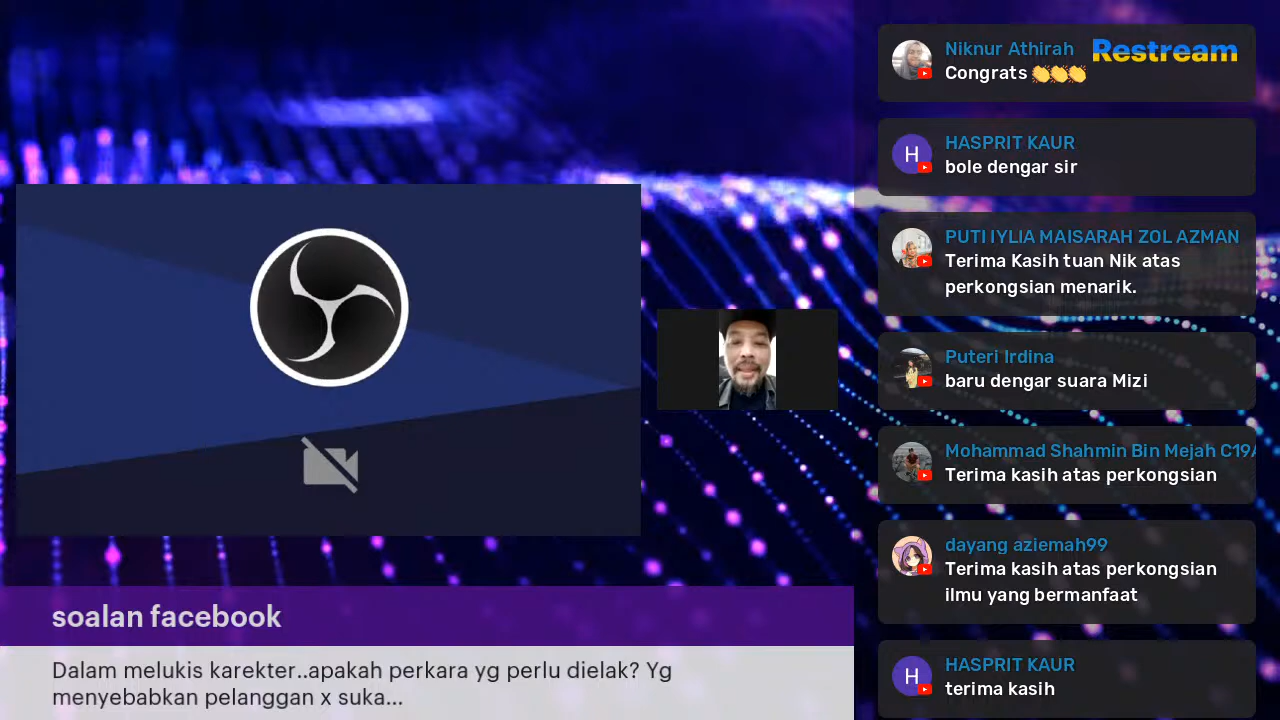 Restream
Niknur Athirah
Congrats 👏👏👏
H
HASPRIT KAUR
bole dengar sir
PUTI IYLIA MAISARAH ZOL AZMAN
Terima Kasih tuan Nik atas
perkongsian menarik.
Puteri Irdina
baru dengar suara Mizi
Mohammad Shahmin Bin Mejah C19A
Terima kasih atas perkongsian
dayang aziemah99
Terima kasih atas perkongsian
ilmu yang bermanfaat
H
HASPRIT KAUR
terima kasih
soalan facebook
Dalam melukis karekter..apakah perkara yg perlu dielak? Yg
menyebabkan pelanggan x suka...